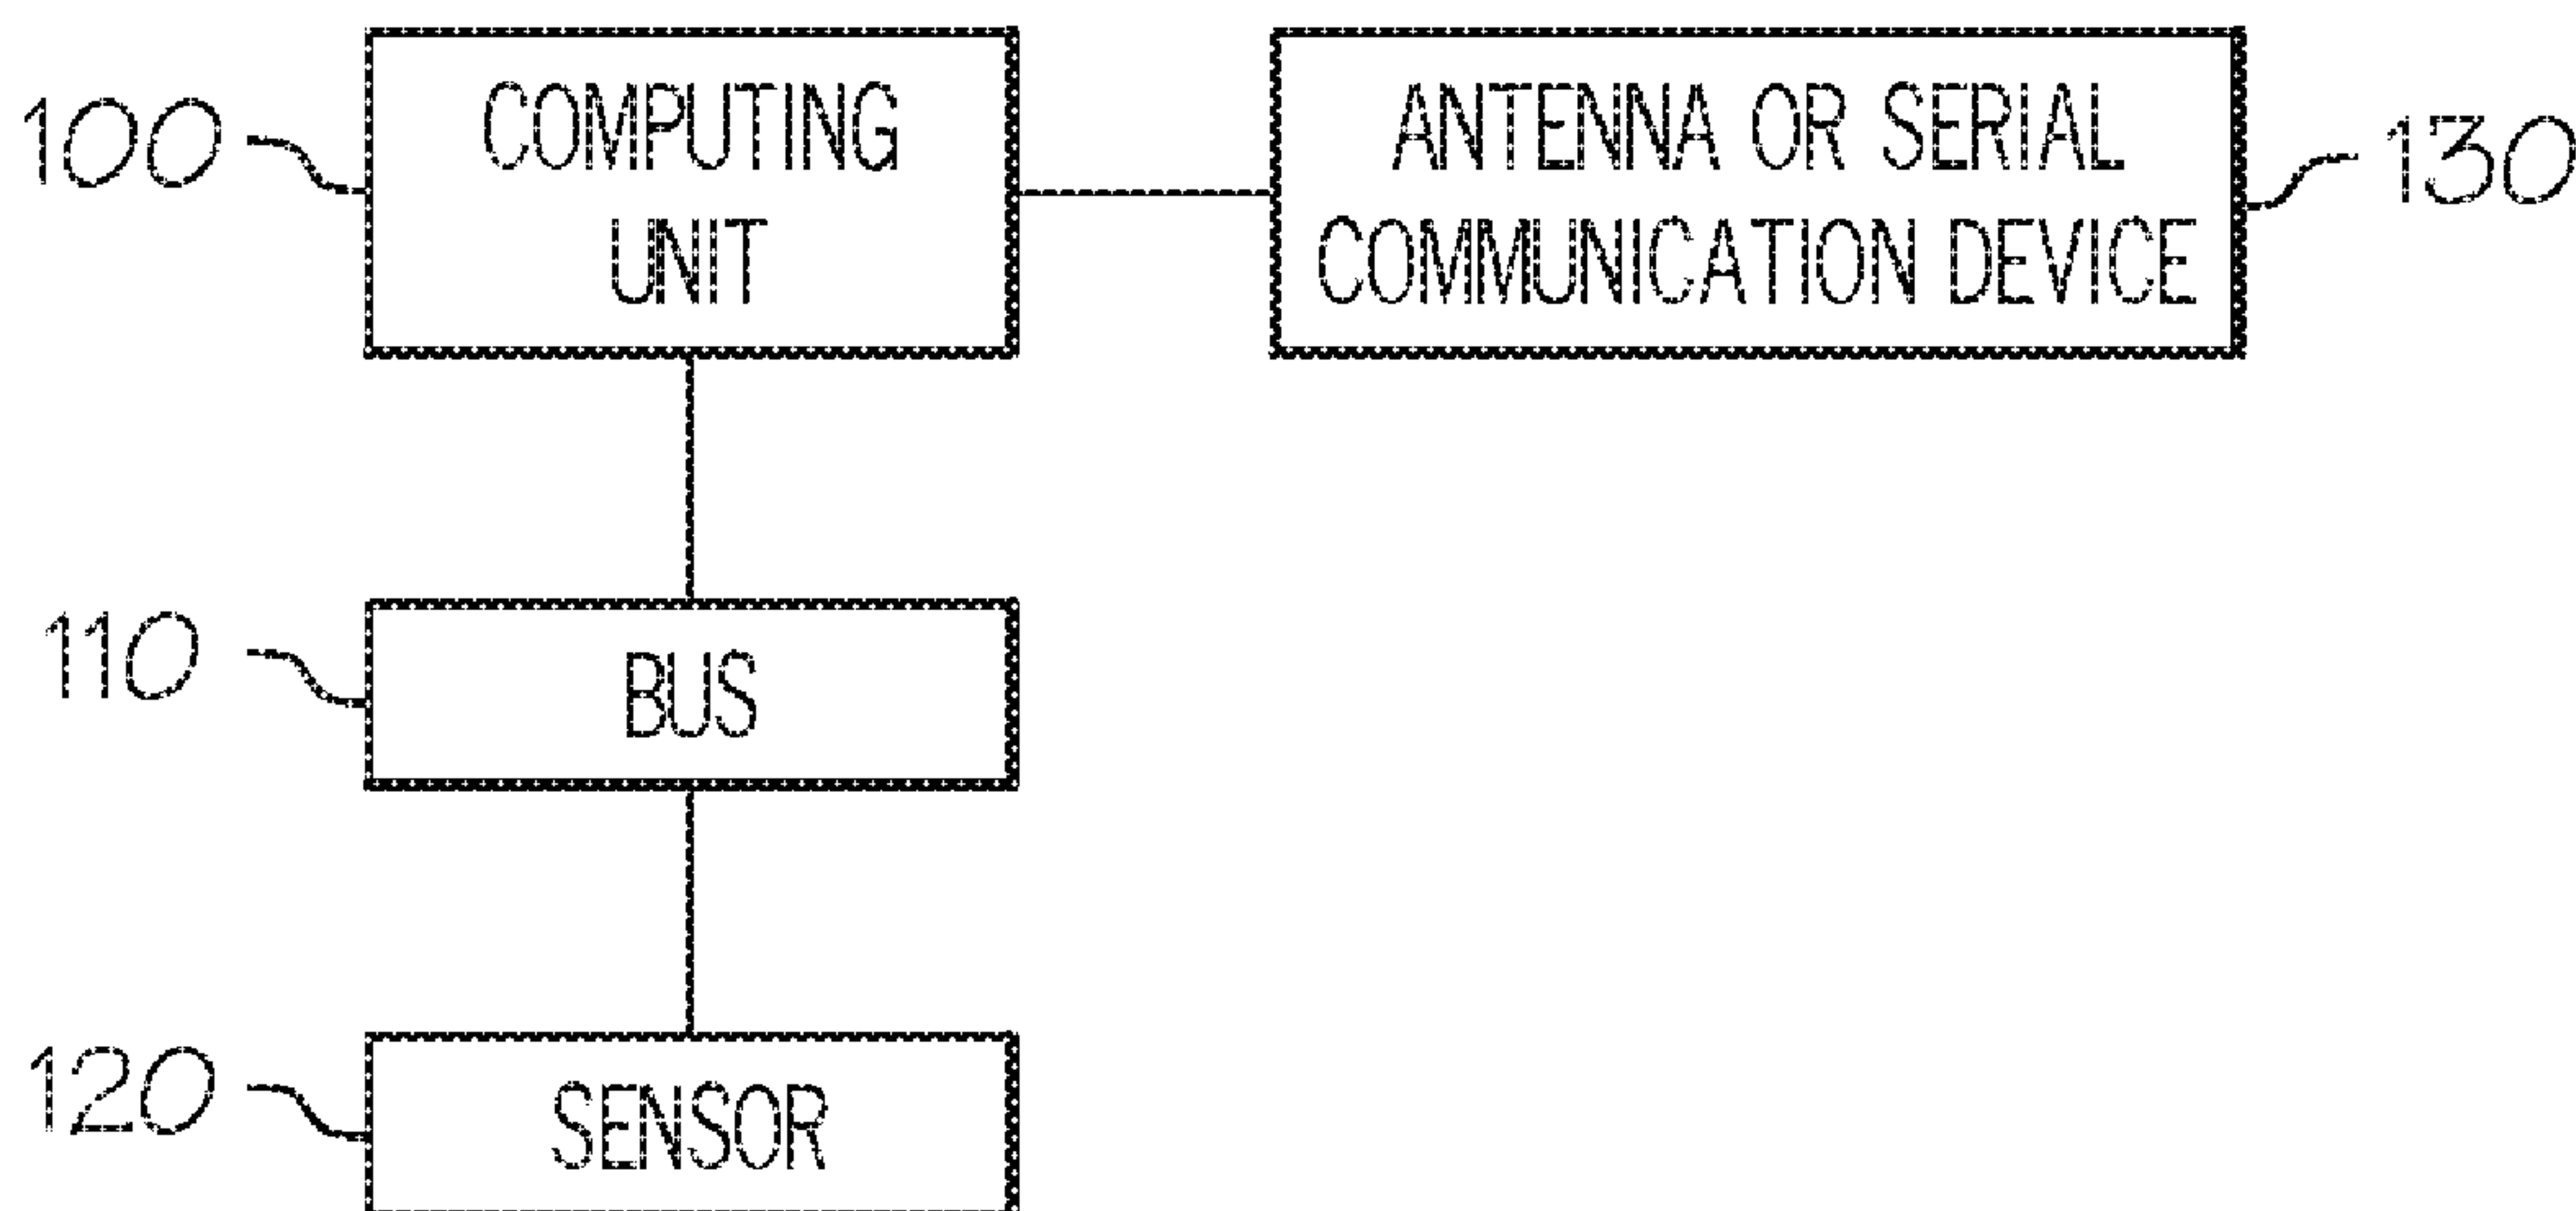 100
COMPUTING
UNIT
ANTENNA OR SERIAL
COMMUNICATION DEVICE
130
110
BUS
120
SENSOR